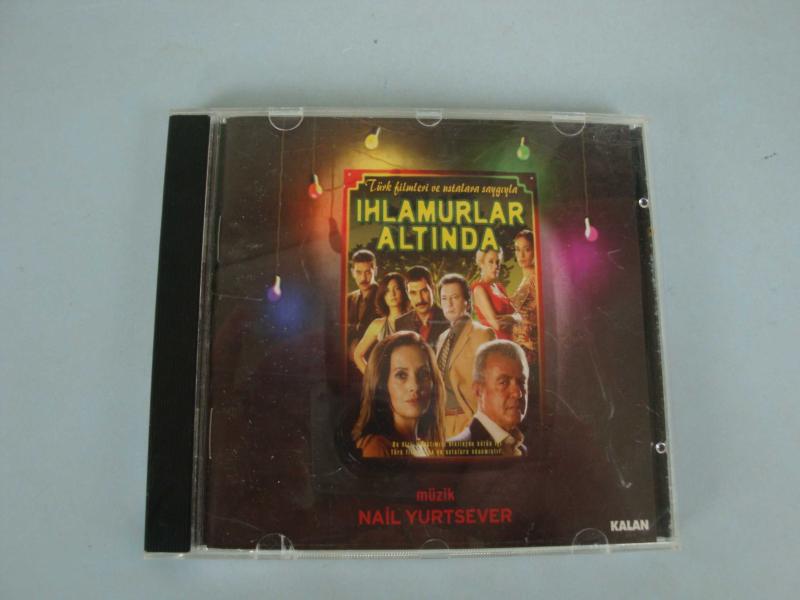 Türk filmleri ve ustalara saygıyla
IHLAMURLAR
ALTINDA
müzik
NAİL YURTSEVER
KALAN